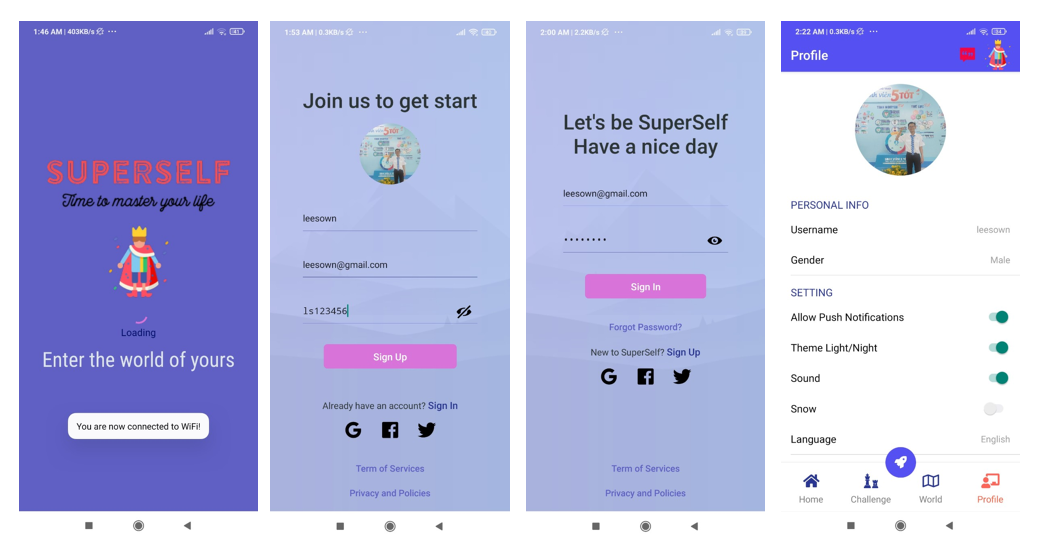 1:46 AM | 403KB/s
SUPERSELF
Time to master your life
Loading
Enter the world of yours
You are now connected to WiFi!
1:53 AM | 0.3KB/s
Join us to get start
5TỐT
leesown
leesown@gmail.com
ls123456
Sign Up
Already have an account? Sign In
Term of Services
Privacy and Policies
2:00 AM | 2.2KB/s
Let's be SuperSelf
Have a nice day
leesown@gmail.com
••••••••
Sign In
Forgot Password?
New to SuperSelf? Sign Up
Term of Services
Privacy and Policies
2:22 AM | 0.3KB/s
Profile
5TỐT
PERSONAL INFO
Username leesown
Gender Male
SETTING
Allow Push Notifications
Theme Light/Night
Sound
Snow
Language English
Home Challenge World Profile